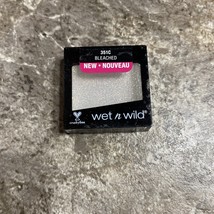 351C
BLEACHED
NEW • NOUVEAU
wet n wild®